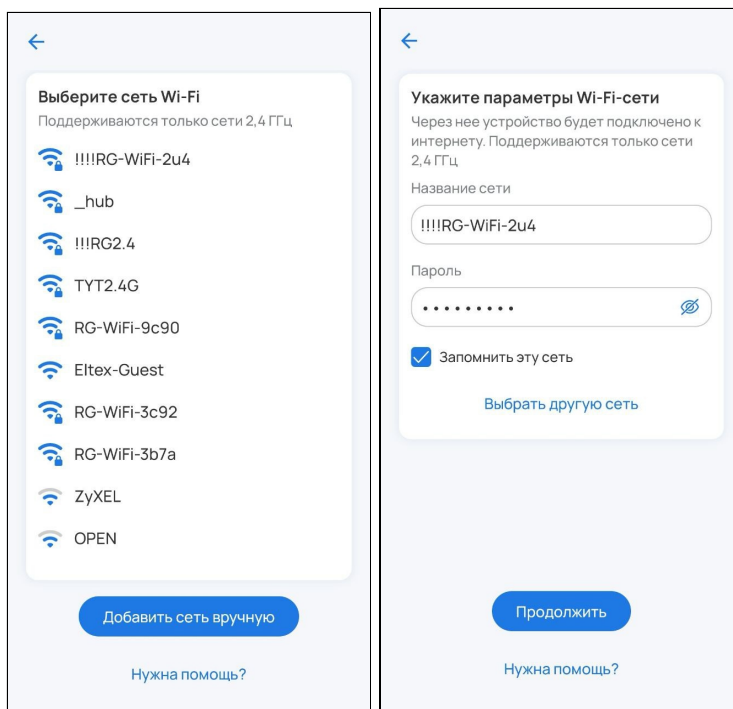 Выберите сеть Wi-Fi
Поддерживаются только сети 2,4 ГГц
!!!!RG-WiFi-2u4
_hub
!!!RG2.4
TYT2.4G
RG-WiFi-9c90
Eltex-Guest
RG-WiFi-3c92
RG-WiFi-3b7a
ZyXEL
OPEN
Добавить сеть вручную
Нужна помощь?
Укажите параметры Wi-Fi-сети
Через нее устройство будет подключено к
интернету. Поддерживаются только сети
2,4 ГГц
Название сети
!!!!RG-WiFi-2u4
Пароль
•••••••••
Запомнить эту сеть
Выбрать другую сеть
Продолжить
Нужна помощь?